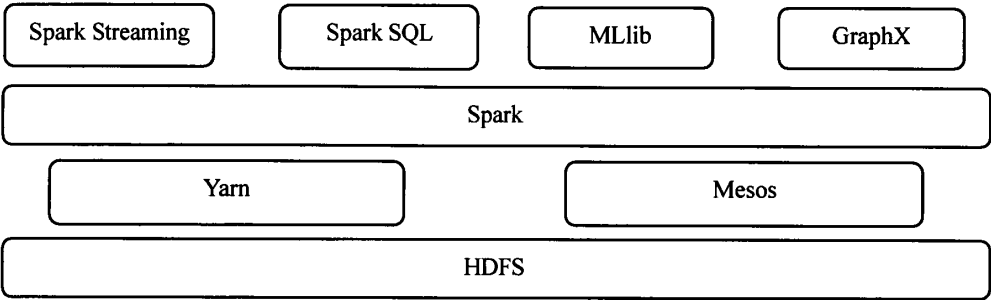 Spark Streaming
Spark SQL
MLlib
GraphX
Spark
Yarn
Mesos
HDFS